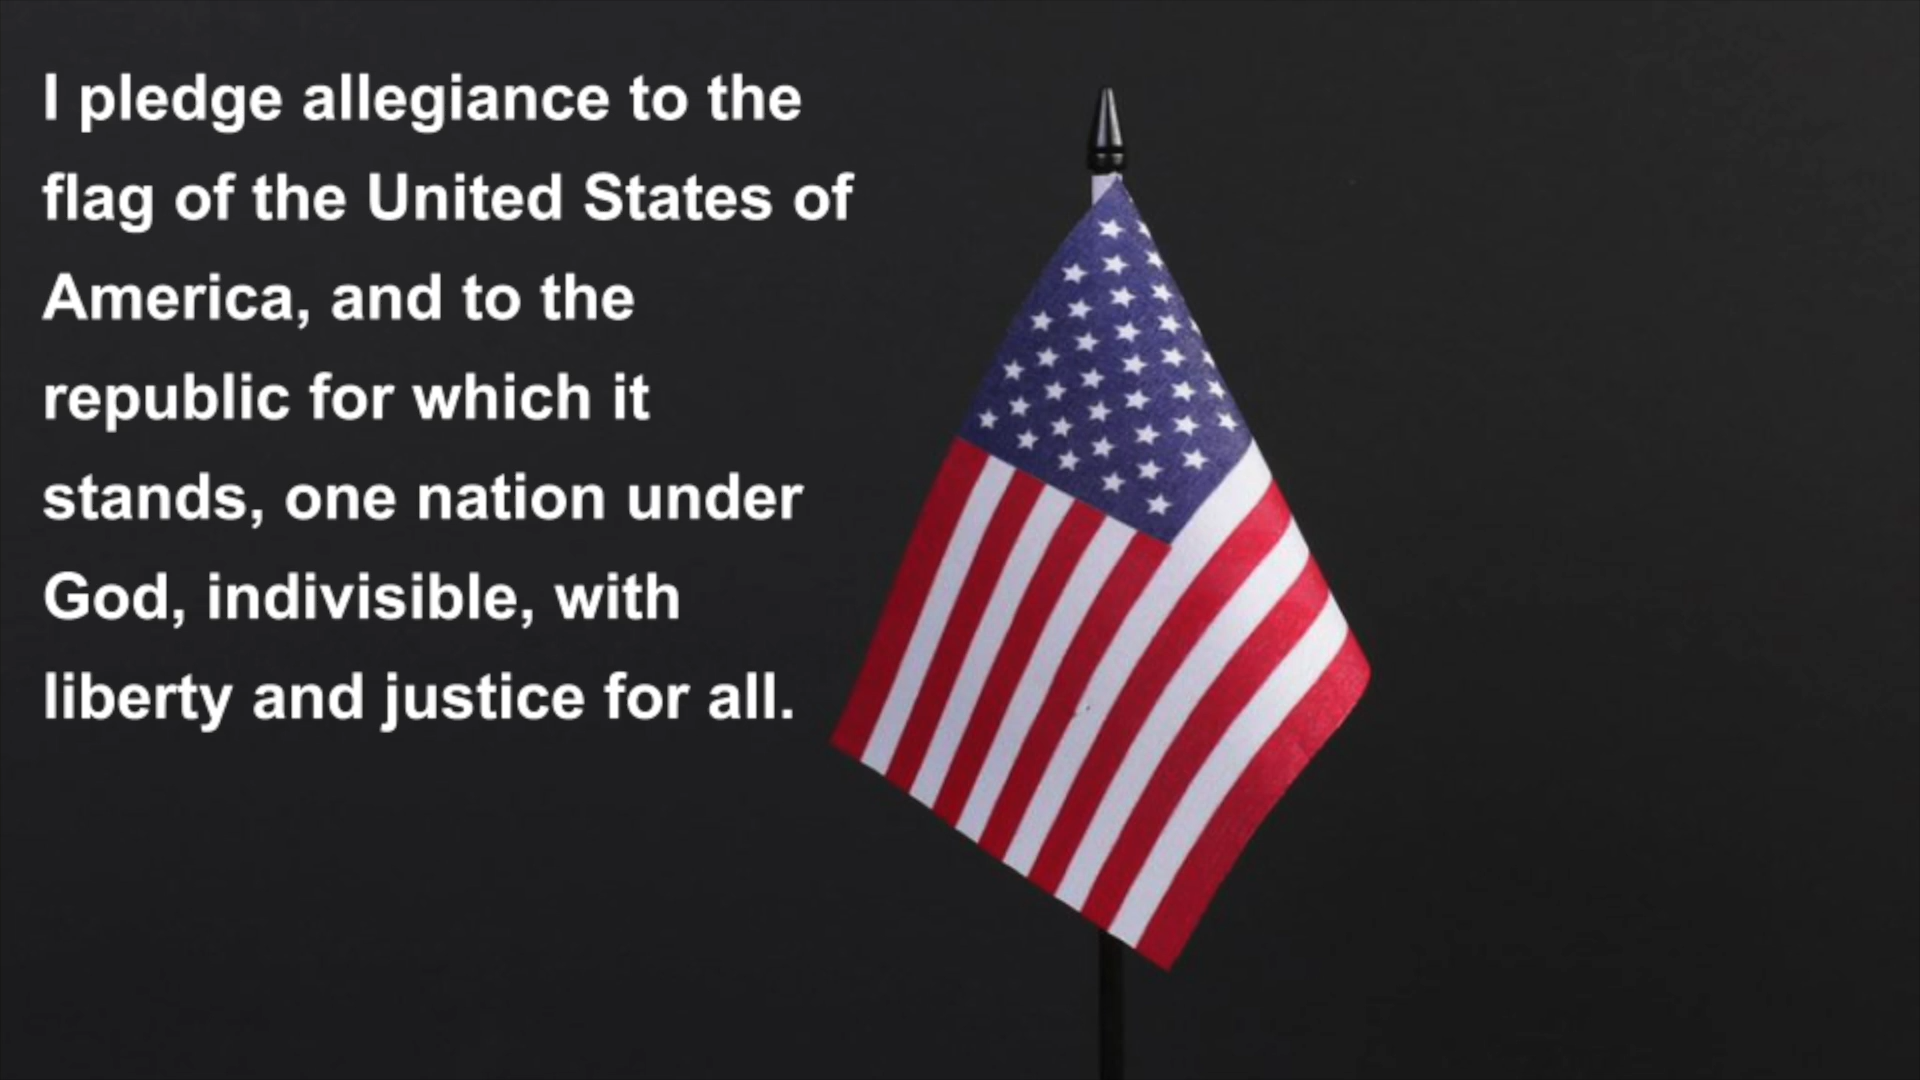 I pledge allegiance to the
flag of the United States of
America, and to the
republic for which it
stands, one nation under
God, indivisible, with
liberty and justice for all.